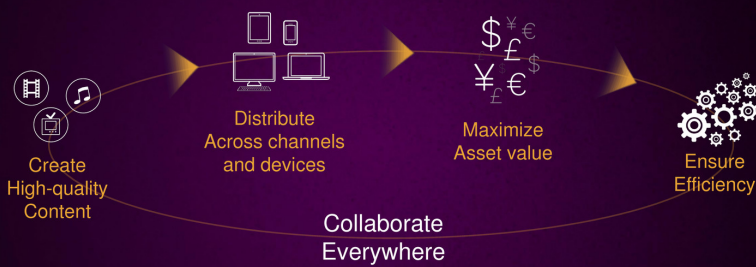 Create
High-quality
Content
Distribute
Across channels
and devices
Maximize
Asset value
Ensure
Efficiency
Collaborate
Everywhere